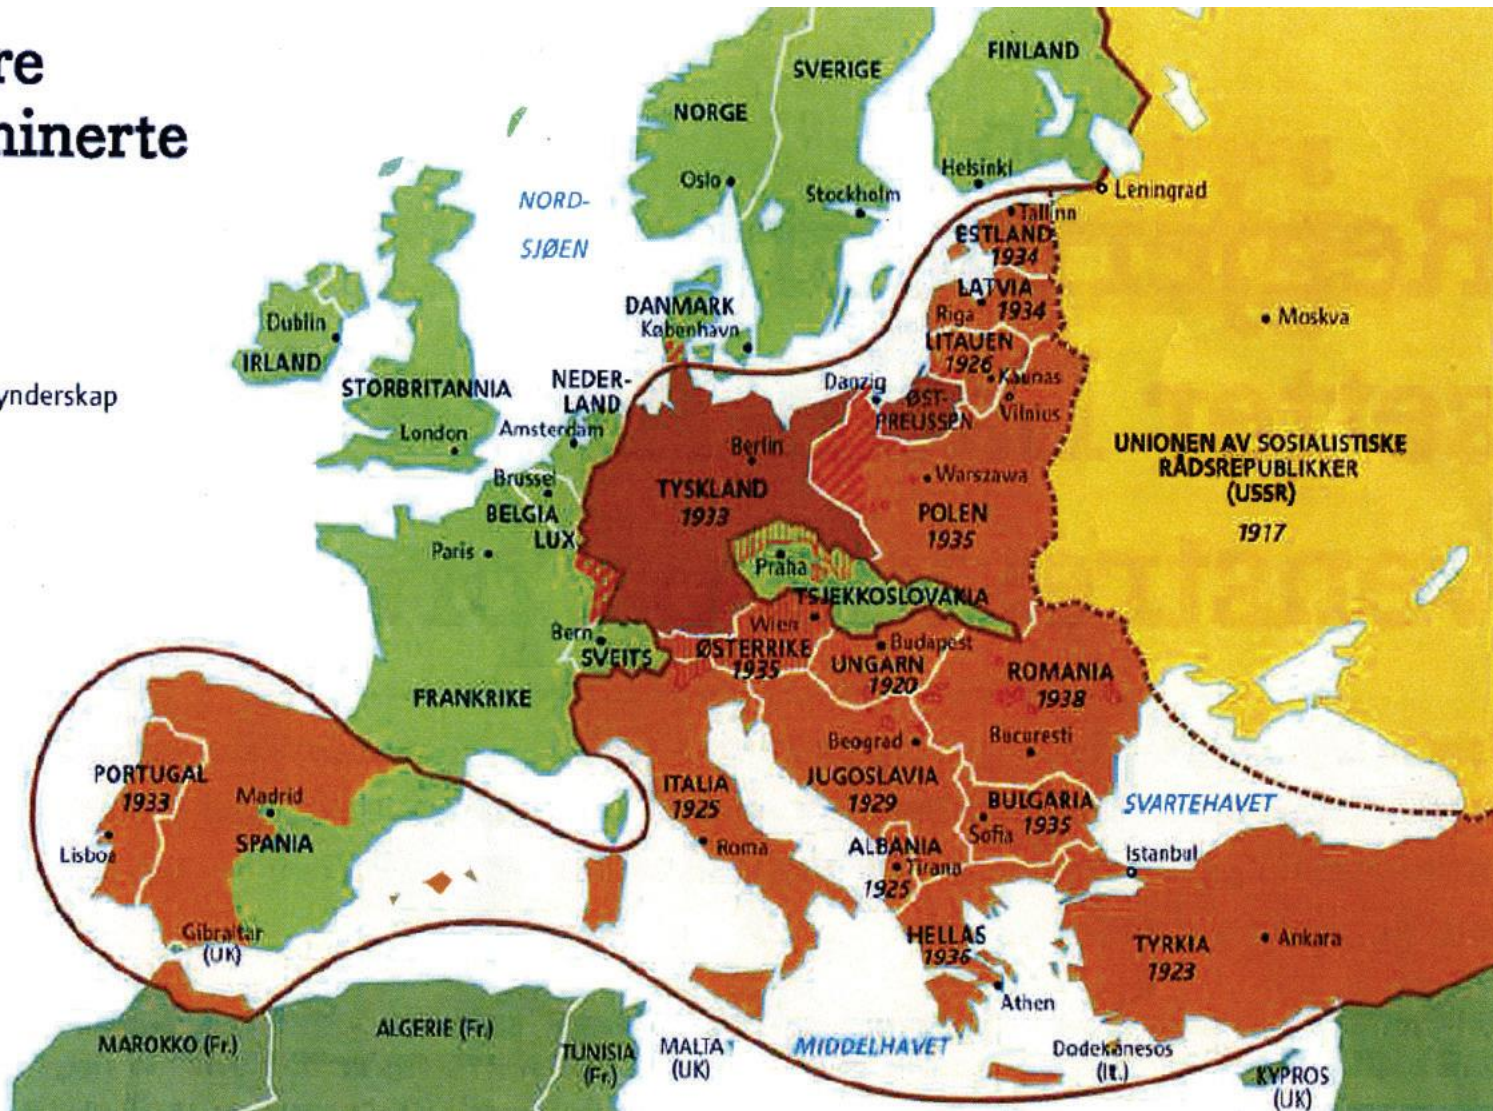 re
ninerte
ynderskap
NORD-
SJØEN
NORGE
Oslo
SVERIGE
Stockholm
FINLAND
Helsinki
Leningrad
Tallinn
ESTLAND
1934
LATVIA
1934
Riga
LITAUEN
1926
Kaunas
Vilnius
Moskva
Dublin
IRLAND
STORBRITANNIA
London
DANMARK
København
NEDER-
LAND
Amsterdam
Brussel
BELGIA
LUX.
Paris
Danzig
ØST-
PREUSSEN
Berlin
TYSKLAND
1933
Warszawa
POLEN
1935
UNIONEN AV SOSIALISTISKE
RÅDSREPUBLIKKER
(USSR)
1917
Praha
TSJEKKOSLOVAKIA
Bern
SVEITS
Wien
ØSTERRIKE
1935
Budapest
UNGARN
1920
ROMANIA
1938
Bucuresti
FRANKRIKE
PORTUGAL
1933
Lisboa
Madrid
SPANIA
Gibraltar
(UK)
ITALIA
1925
Roma
Beograd
JUGOSLAVIA
1929
BULGARIA
1935
Sofia
ALBANIA
Tirana
1925
SVARTEHAVET
Istanbul
HELLAS
1936
Athen
TYRKIA
1923
Ankara
MAROKKO (Fr.)
ALGERIE (Fr.)
TUNISIA
(Fr.)
MALTA
(UK)
MIDDELHAVET
Dodekanesos
(It.)
KYPROS
(UK)